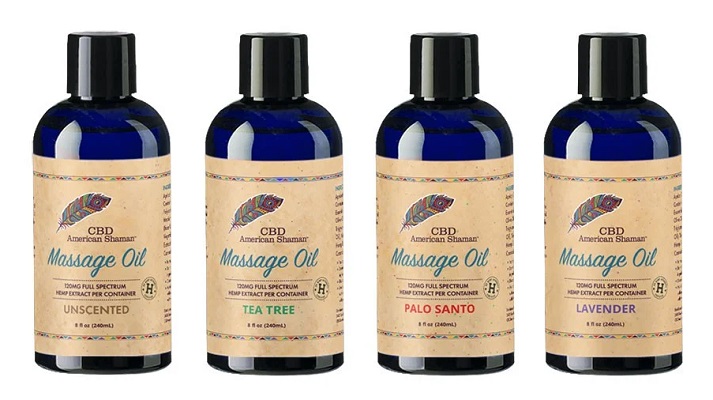 CBD
American Shaman
Massage Oil
120MG FULL SPECTRUM
HEMP EXTRACT PER CONTAINER
UNSCENTED
8 fl oz (240mL)
CBD
American Shaman
Massage Oil
120MG FULL SPECTRUM
HEMP EXTRACT PER CONTAINER
TEA TREE
8 fl oz (240mL)
CBD
American Shaman
Massage Oil
120MG FULL SPECTRUM
HEMP EXTRACT PER CONTAINER
PALO SANTO
8 fl oz (240mL)
CBD
American Shaman
Massage Oil
120MG FULL SPECTRUM
HEMP EXTRACT PER CONTAINER
LAVENDER
8 fl oz (240mL)